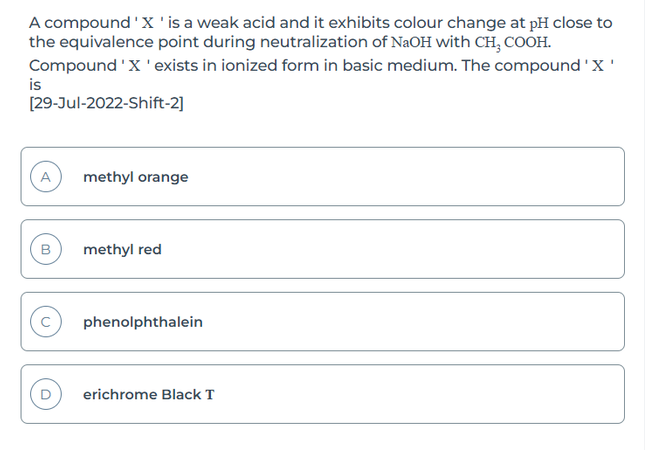 A compound ' X ' is a weak acid and it exhibits colour change at pH close to
the equivalence point during neutralization of NaOH with CH₃ COOH.
Compound ' X ' exists in ionized form in basic medium. The compound ' X '
is
[29-Jul-2022-Shift-2]
A methyl orange
B methyl red
C phenolphthalein
D erichrome Black T